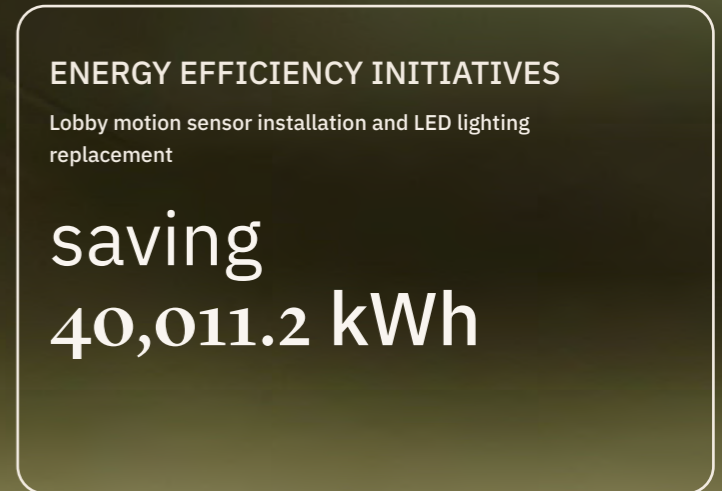 ENERGY EFFICIENCY INITIATIVES
Lobby motion sensor installation and LED lighting
replacement
saving
40,011.2 kWh